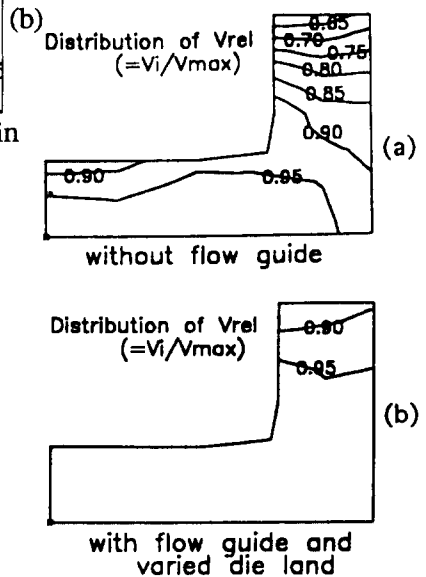 (b)
Distribution of Vrel
(=Vi/Vmax)
0.65
0.70
0.75
0.80
0.85
0.90
(a)
in
0.90
0.95
without flow guide
Distribution of Vrel
(=Vi/Vmax)
0.90
0.95
(b)
with flow guide and
varied die land